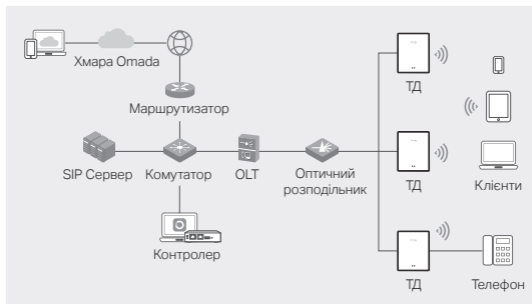 Хмара Omada
ТД
Маршрутизатор
SIP Сервер
Комутатор
OLT
Оптичний
розподільник
ТД
Клієнти
Контролер
ТД
Телефон